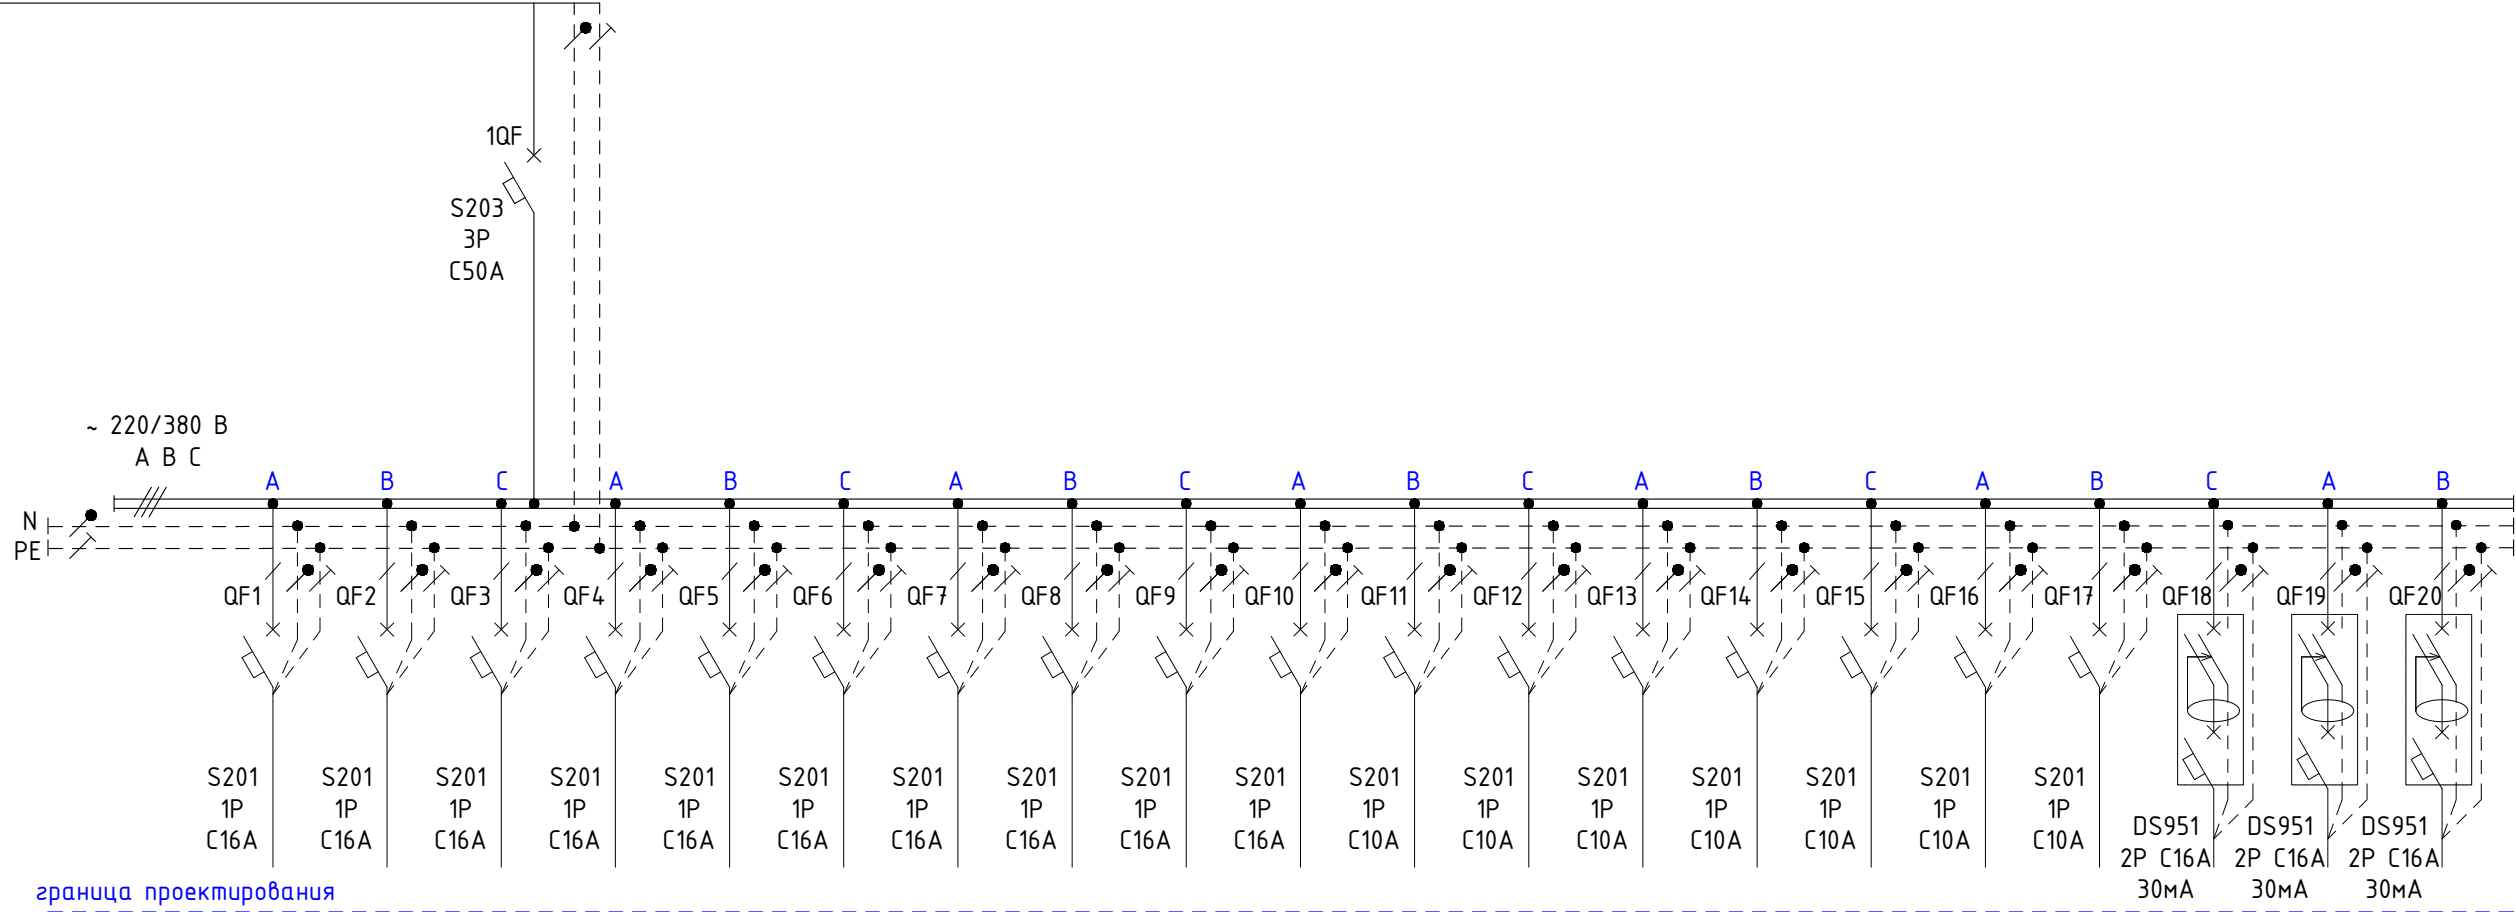 1QF
S203
3P
C50A
~ 220/380 В
A B C
A B C A B C A B C A B C A B C A B C A B
N
PE
QF1 QF2 QF3 QF4 QF5 QF6 QF7 QF8 QF9 QF10 QF11 QF12 QF13 QF14 QF15 QF16 QF17 QF18 QF19 QF20
S201 S201 S201 S201 S201 S201 S201 S201 S201 S201 S201 S201 S201 S201 S201 S201 S201
1P 1P 1P 1P 1P 1P 1P 1P 1P 1P 1P 1P 1P 1P 1P 1P 1P
C16A C16A C16A C16A C16A C16A C16A C16A C16A C16A C10A C10A C10A C10A C10A C10A C10A
DS951 DS951 DS951
2P C16A 2P C16A 2P C16A
30мА 30мА 30мА
граница проектирования